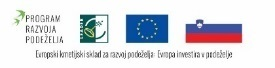 PROGRAM
RAZVOJA
PODEŽELJA
Evropski kmetijski sklad za razvoj podeželja: Evropa investira v podeželje